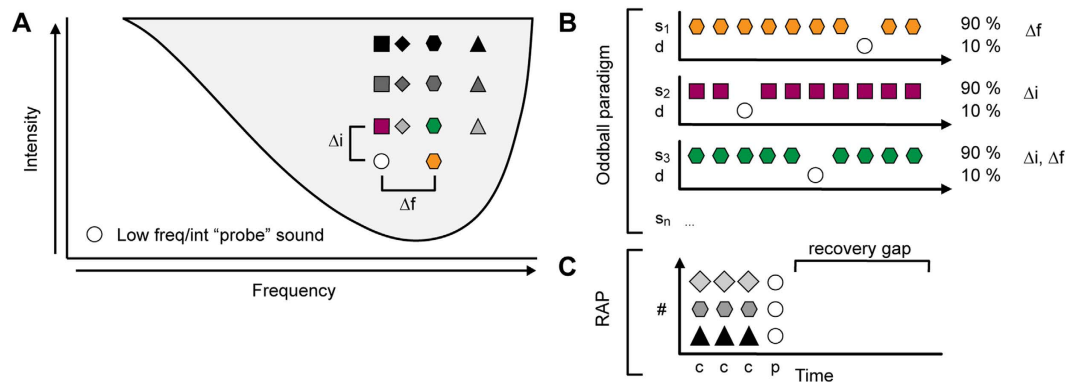 A
Intensity
Δi
Δf
Low freq/int “probe” sound
Frequency
B
Oddball paradigm
s1 90 % Δf
d 10 %
s2 90 % Δi
d 10 %
s3 90 % Δi, Δf
d 10 %
sn ...
C
RAP
recovery gap
#
c c c p
Time